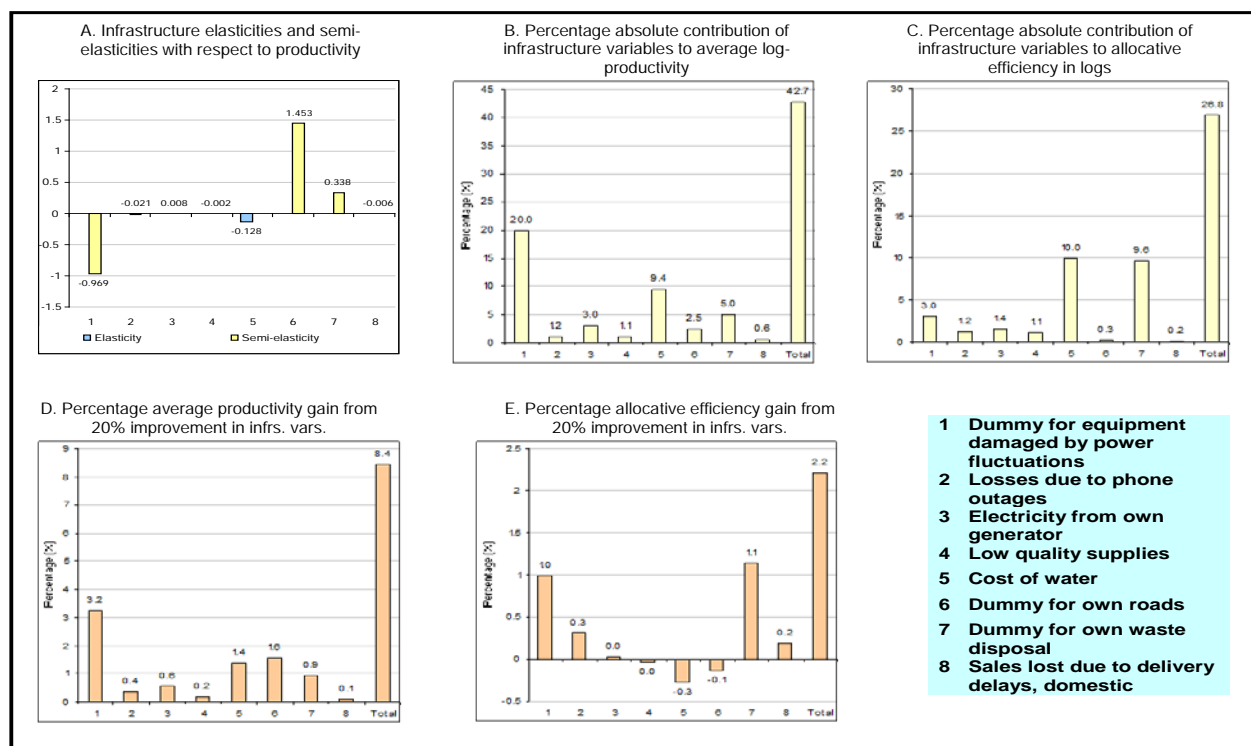 A. Infrastructure elasticities and semi-
elasticities with respect to productivity
2
1.5
1
0.5
0
-0.5
-1
-1.5
-0.969
-0.021
0.008
-0.002
-0.128
1.453
0.338
-0.006
1 2 3 4 5 6 7 8
Elasticity Semi-elasticity
B. Percentage absolute contribution of
infrastructure variables to average log-
productivity
Percentage (%)
45
40
35
30
25
20
15
10
5
0
20.0
1.2
3.0
1.1
9.4
2.5
5.0
0.6
42.7
1 2 3 4 5 6 7 8 Total
C. Percentage absolute contribution of
infrastructure variables to allocative
efficiency in logs
Percentage (%)
30
25
20
15
10
5
0
3.0
1.2
1.4
1.1
10.0
0.3
9.6
0.2
26.8
1 2 3 4 5 6 7 8 Total
D. Percentage average productivity gain from
20% improvement in infrs. vars.
Percentage (%)
9
8
7
6
5
4
3
2
1
0
3.2
0.4
0.6
0.2
1.4
1.6
0.9
0.1
8.4
1 2 3 4 5 6 7 8 Total
E. Percentage allocative efficiency gain from
20% improvement in infrs. vars.
Percentage (%)
2.5
2
1.5
1
0.5
0
-0.5
1.0
0.3
0.0
0.0
-0.3
-0.1
1.1
0.2
2.2
1 2 3 4 5 6 7 8 Total
1 Dummy for equipment
damaged by power
fluctuations
2 Losses due to phone
outages
3 Electricity from own
generator
4 Low quality supplies
5 Cost of water
6 Dummy for own roads
7 Dummy for own waste
disposal
8 Sales lost due to delivery
delays, domestic